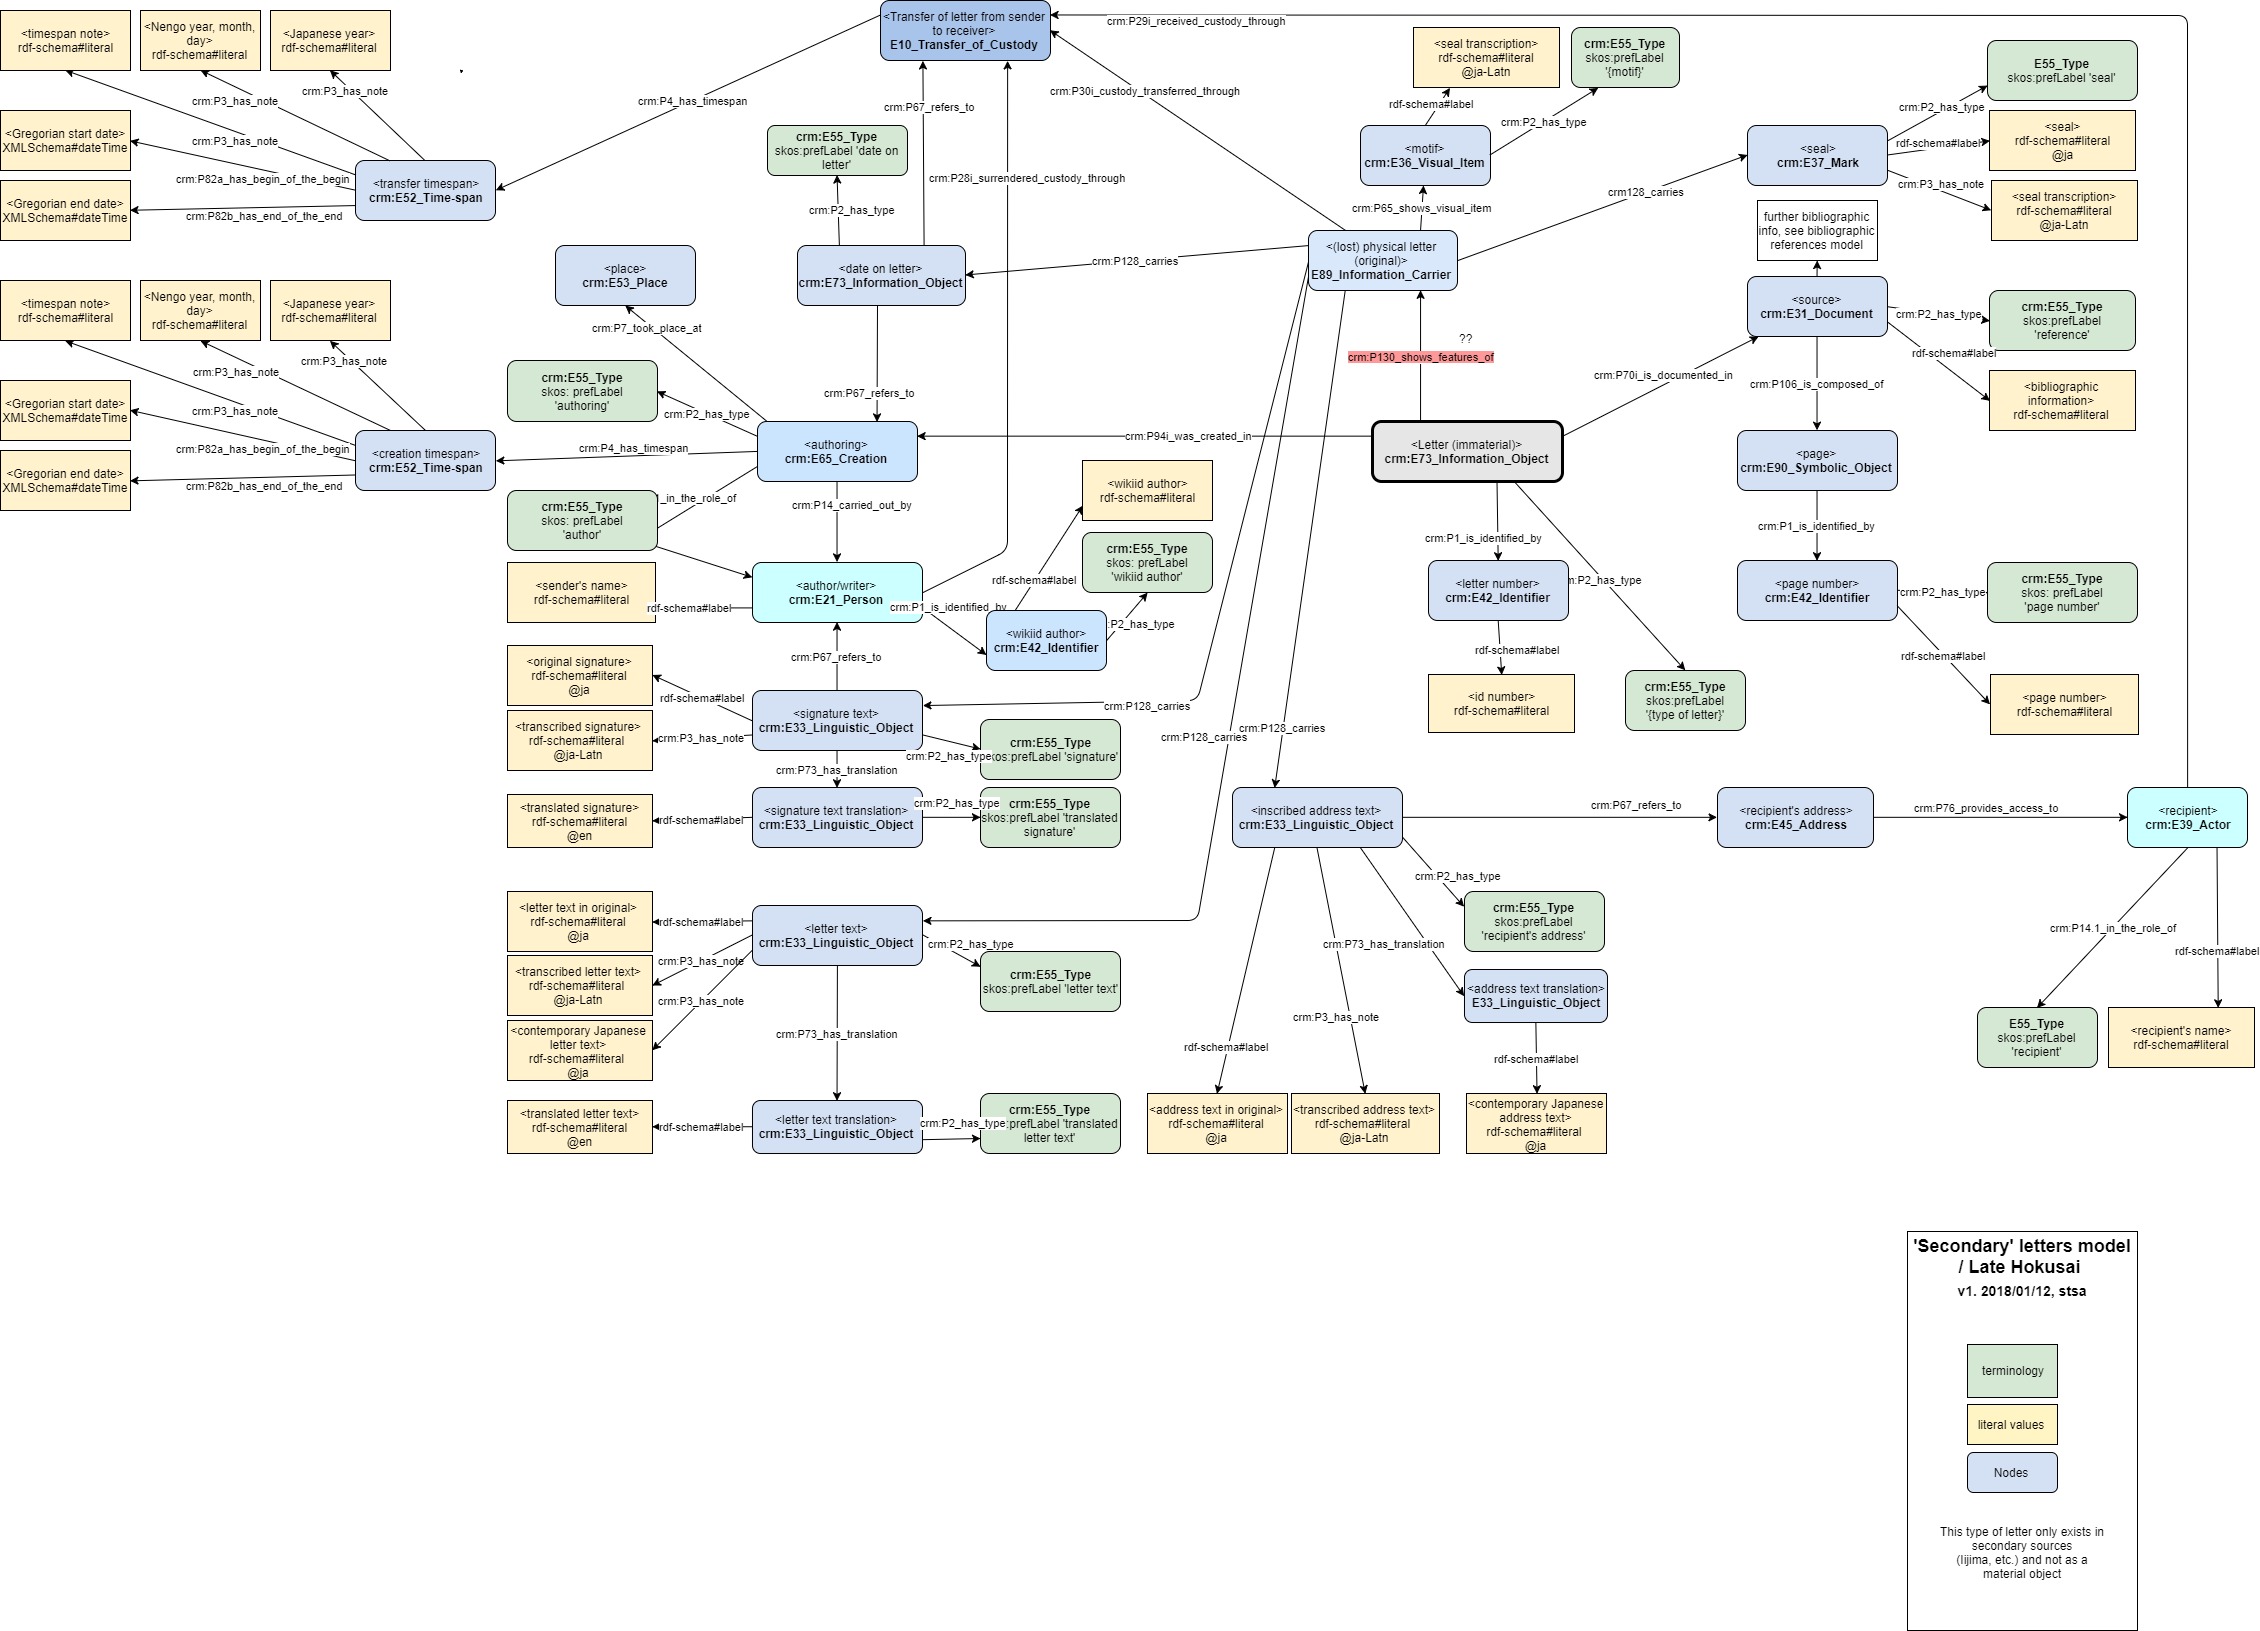 <Transfer of letter from sender
to receiver>
E10_Transfer_of_Custody
crm:P29i_received_custody_through
<timespan note>
rdf-schema#literal
<Nengo year, month,
day>
rdf-schema#literal
<Japanese year>
rdf-schema#literal
crm:P3_has_note
crm:P3_has_note
crm:P3_has_note
<Gregorian start date>
XMLSchema#dateTime
crm:P82a_has_begin_of_the_begin
<Gregorian end date>
XMLSchema#dateTime
crm:P82b_has_end_of_the_end
<transfer timespan>
crm:E52_Time-span
crm:P4_has_timespan
crm:P67_refers_to
crm:P30i_custody_transferred_through
crm:P28i_surrendered_custody_through
crm:E55_Type
skos:prefLabel 'date on
letter'
crm:P2_has_type
<date on letter>
crm:E73_Information_Object
crm:P128_carries
<seal transcription>
rdf-schema#literal
@ja-Latn
crm:E55_Type
skos:prefLabel
'{motif}'
rdf-schema#label
crm:P2_has_type
<motif>
crm:E36_Visual_Item
crm:P65_shows_visual_item
<(lost) physical letter
(original)>
E89_Information_Carrier
crm128_carries
<seal>
crm:E37_Mark
crm:P2_has_type
E55_Type
skos:prefLabel 'seal'
rdf-schema#label
<seal>
rdf-schema#literal
@ja
crm:P3_has_note
<seal transcription>
rdf-schema#literal
@ja-Latn
further bibliographic
info, see bibliographic
references model
<source>
crm:E31_Document
crm:P2_has_type
crm:E55_Type
skos:prefLabel
'reference'
rdf-schema#label
<bibliographic
information>
rdf-schema#literal
crm:P106_is_composed_of
<page>
crm:E90_Symbolic_Object
crm:P1_is_identified_by
<page number>
crm:E42_Identifier
crm:P2_has_type
crm:E55_Type
skos: prefLabel
'page number'
rdf-schema#label
<page number>
rdf-schema#literal
<timespan note>
rdf-schema#literal
<Nengo year, month,
day>
rdf-schema#literal
<Japanese year>
rdf-schema#literal
crm:P3_has_note
crm:P3_has_note
crm:P3_has_note
<Gregorian start date>
XMLSchema#dateTime
crm:P82a_has_begin_of_the_begin
<Gregorian end date>
XMLSchema#dateTime
crm:P82b_has_end_of_the_end
<creation timespan>
crm:E52_Time-span
crm:P4_has_timespan
<place>
crm:E53_Place
crm:P7_took_place_at
crm:E55_Type
skos: prefLabel
'authoring'
crm:P2_has_type
crm:P67_refers_to
<authoring>
crm:E65_Creation
crm:P94i_was_created_in
??
crm:P130_shows_features_of
<Letter (immaterial)>
crm:E73_Information_Object
crm:P70i_is_documented_in
crm:P1_is_identified_by
<letter number>
crm:E42_Identifier
rdf-schema#label
<id number>
rdf-schema#literal
m:P2_has_type
crm:E55_Type
skos:prefLabel
'{type of letter}'
crm:E55_Type
skos: prefLabel
'author'
_in_the_role_of
crm:P14_carried_out_by
<author/writer>
crm:E21_Person
<sender's name>
rdf-schema#literal
rdf-schema#label
crm:P1_is_identified_by
<wikiid author>
crm:E42_Identifier
rdf-schema#label
<wikiid author>
rdf-schema#literal
:P2_has_type
crm:E55_Type
skos: prefLabel
'wikiid author'
crm:P67_refers_to
<original signature>
rdf-schema#literal
@ja
rdf-schema#label
<transcribed signature>
rdf-schema#literal
@ja-Latn
crm:P3_has_note
<signature text>
crm:E33_Linguistic_Object
crm:P128_carries
crm:P2_has_type
crm:E55_Type
kos:prefLabel 'signature'
crm:P73_has_translation
<translated signature>
rdf-schema#literal
@en
rdf-schema#label
<signature text translation>
crm:E33_Linguistic_Object
crm:P2_has_type
crm:E55_Type
skos:prefLabel 'translated
signature'
crm:P128_carries
crm:P128_carries
<letter text in original>
rdf-schema#literal
@ja
rdf-schema#label
<transcribed letter text>
rdf-schema#literal
@ja-Latn
crm:P3_has_note
<contemporary Japanese
letter text>
rdf-schema#literal
@ja
crm:P3_has_note
<letter text>
crm:E33_Linguistic_Object
crm:P2_has_type
crm:E55_Type
skos:prefLabel 'letter text'
crm:P73_has_translation
<translated letter text>
rdf-schema#literal
@en
rdf-schema#label
<letter text translation>
crm:E33_Linguistic_Object
crm:P2_has_type
crm:E55_Type
:prefLabel 'translated
letter text'
<inscribed address text>
crm:E33_Linguistic_Object
crm:P67_refers_to
<recipient's address>
crm:E45_Address
crm:P76_provides_access_to
<recipient>
crm:E39_Actor
crm:P2_has_type
crm:E55_Type
skos:prefLabel
'recipient's address'
crm:P73_has_translation
<address text translation>
E33_Linguistic_Object
crm:P3_has_note
rdf-schema#label
rdf-schema#label
<address text in original>
rdf-schema#literal
@ja
<transcribed address text>
rdf-schema#literal
@ja-Latn
<contemporary Japanese
address text>
rdf-schema#literal
@ja
crm:P14.1_in_the_role_of
rdf-schema#label
E55_Type
skos:prefLabel
'recipient'
<recipient's name>
rdf-schema#literal
'Secondary' letters model
/ Late Hokusai
v1. 2018/01/12, stsa
terminology
literal values
Nodes
This type of letter only exists in
secondary sources
(Iijima, etc.) and not as a
material object